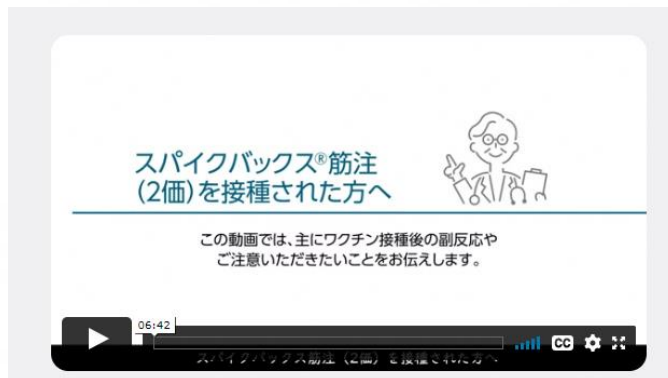 スパイクバックス®筋注
(2価)を接種された方へ
この動画では、主にワクチン接種後の副反応や
ご注意いただきたいことをお伝えします。
06:42
CC
スパイクバックス筋注(2価)を接種された方へ